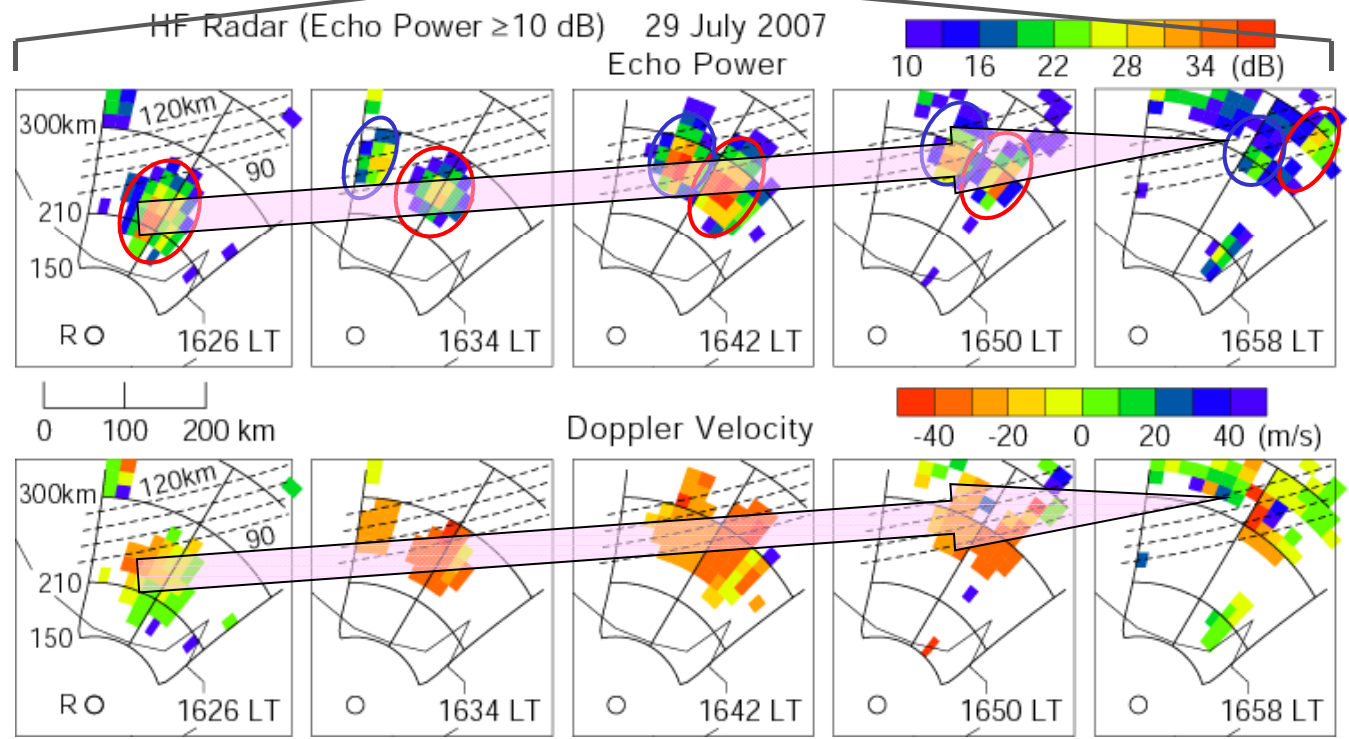 HF Radar (Echo Power ≥10 dB) 29 July 2007
Echo Power
10 16 22 28 34 (dB)
300km 120km
90
210
150
R 1626 LT
1634 LT
1642 LT
1650 LT
1658 LT
0 100 200 km
Doppler Velocity
-40 -20 0 20 40 (m/s)
300km 120km
90
210
150
R 1626 LT
1634 LT
1642 LT
1650 LT
1658 LT